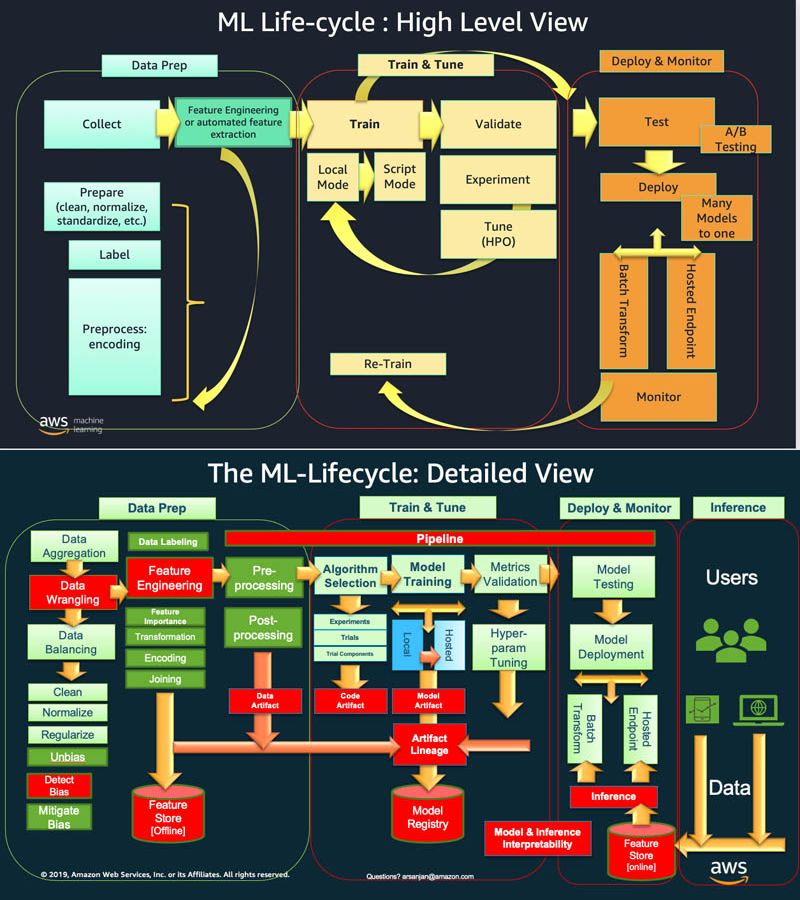 ML Life-cycle : High Level View
Data Prep
Train & Tune
Deploy & Monitor
Collect
Feature Engineering
or automated feature
extraction
Train
Validate
Test
A/B
Testing
Local
Mode
Script
Mode
Experiment
Deploy
Many
Models
to one
Prepare
(clean, normalize,
standardize, etc.)
Tune
(HPO)
Label
Preprocess:
encoding
Batch
Transform
Hosted
Endpoint
Re-Train
Monitor
aws machine
learning
The ML-Lifecycle: Detailed View
Data Prep
Train & Tune
Deploy & Monitor
Inference
Data
Aggregation
Data Labeling
Pipeline
Data
Wrangling
Feature
Engineering
Pre-
processing
Algorithm
Selection
Model
Training
Metrics
Validation
Model
Testing
Users
Feature
Importance
Transformation
Encoding
Joining
Post-
processing
Experiments
Trials
Trial Components
Local
Hosted
Hyper-
param
Tuning
Model
Deployment
Data
Balancing
Clean
Normalize
Regularize
Unbias
Detect
Bias
Mitigate
Bias
Data
Artifact
Code
Artifact
Model
Artifact
Batch
Transform
Hosted
Endpoint
Artifact
Lineage
Feature
Store
[Offline]
Model
Registry
Inference
Data
Model & Inference
Interpretability
Feature
Store
[online]
aws
© 2019, Amazon Web Services, Inc. or its Affiliates. All rights reserved.
Questions? arsanjan@amazon.com